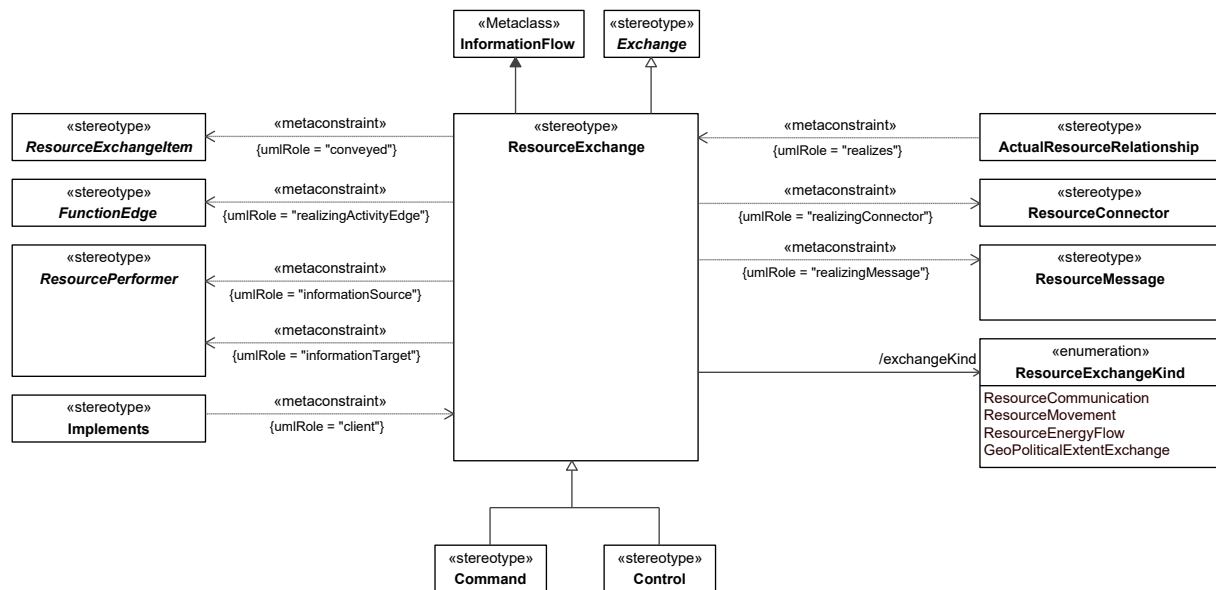 «Metaclass»
InformationFlow
«stereotype»
Exchange
«stereotype»
ResourceExchangeItem
«metaconstraint»
{umlRole = "conveyed"}
«stereotype»
ResourceExchange
«metaconstraint»
{umlRole = "realizes"}
«stereotype»
ActualResourceRelationship
«stereotype»
FunctionEdge
«metaconstraint»
{umlRole = "realizingActivityEdge"}
«metaconstraint»
{umlRole = "realizingConnector"}
«stereotype»
ResourceConnector
«stereotype»
ResourcePerformer
«metaconstraint»
{umlRole = "informationSource"}
«metaconstraint»
{umlRole = "realizingMessage"}
«stereotype»
ResourceMessage
«metaconstraint»
{umlRole = "informationTarget"}
/exchangeKind
«enumeration»
ResourceExchangeKind
ResourceCommunication
ResourceMovement
ResourceEnergyFlow
GeoPoliticalExtentExchange
«stereotype»
Implements
«metaconstraint»
{umlRole = "client"}
«stereotype»
Command
«stereotype»
Control